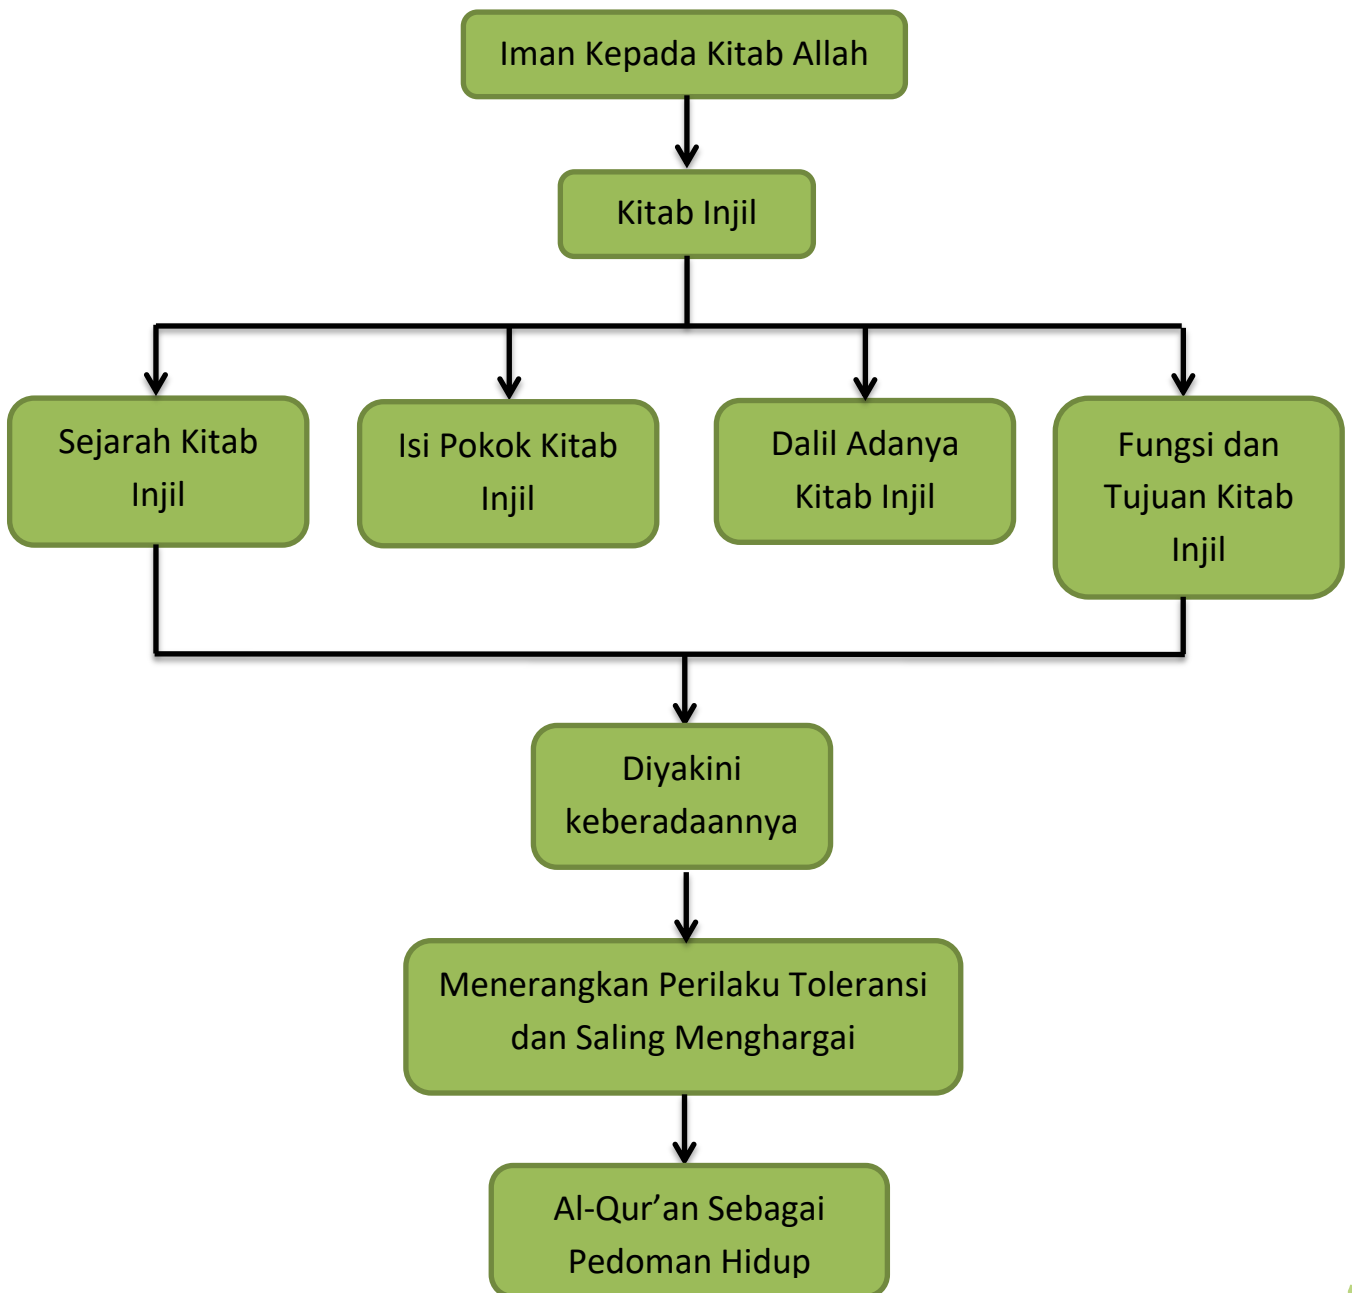 Iman Kepada Kitab Allah
Kitab Injil
Sejarah Kitab
Injil
Isi Pokok Kitab
Injil
Dalil Adanya
Kitab Injil
Fungsi dan
Tujuan Kitab
Injil
Diyakini
keberadaannya
Menerangkan Perilaku Toleransi
dan Saling Menghargai
Al-Qur’an Sebagai
Pedoman Hidup